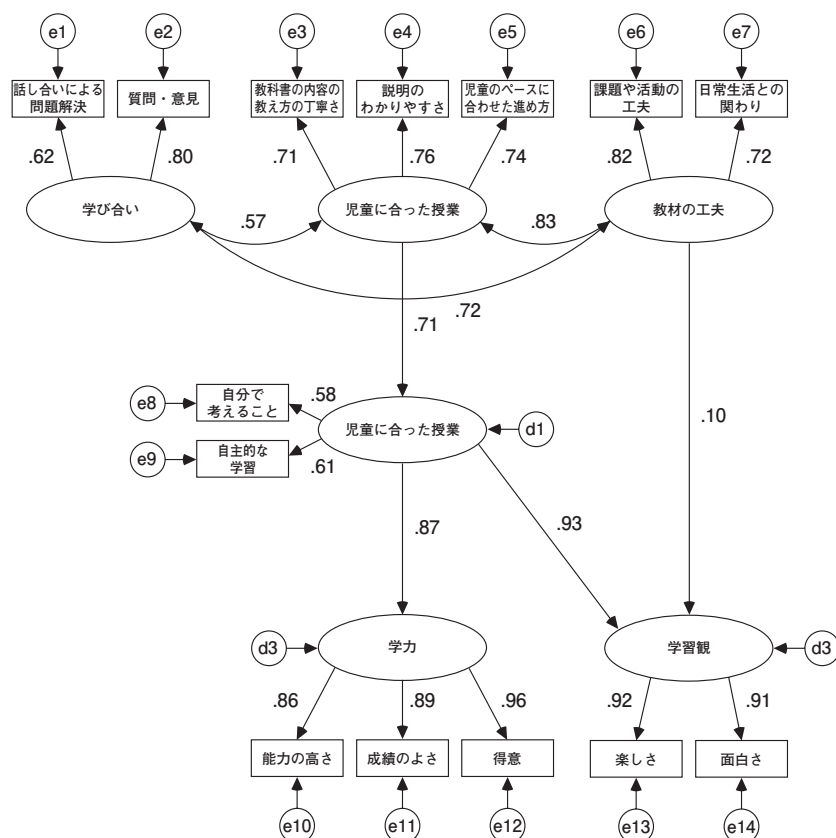 e1
e2
e3
e4
e5
e6
e7
話し合いによる
問題解決
質問・意見
教科書の内容の
教え方の丁寧さ
説明の
わかりやすさ
児童のペースに
合わせた進め方
課題や活動の
工夫
日常生活との
関わり
.62
.80
.71
.76
.74
.82
.72
学び合い
児童に合った授業
教材の工夫
.57
.83
.71
.72
e8
自分で
考えること
.58
児童に合った授業
d1
.10
e9
自主的な
学習
.61
.87
.93
d3
学力
学習観
d3
.86
.89
.96
.92
.91
能力の高さ
成績のよさ
得意
楽しさ
面白さ
e10
e11
e12
e13
e14